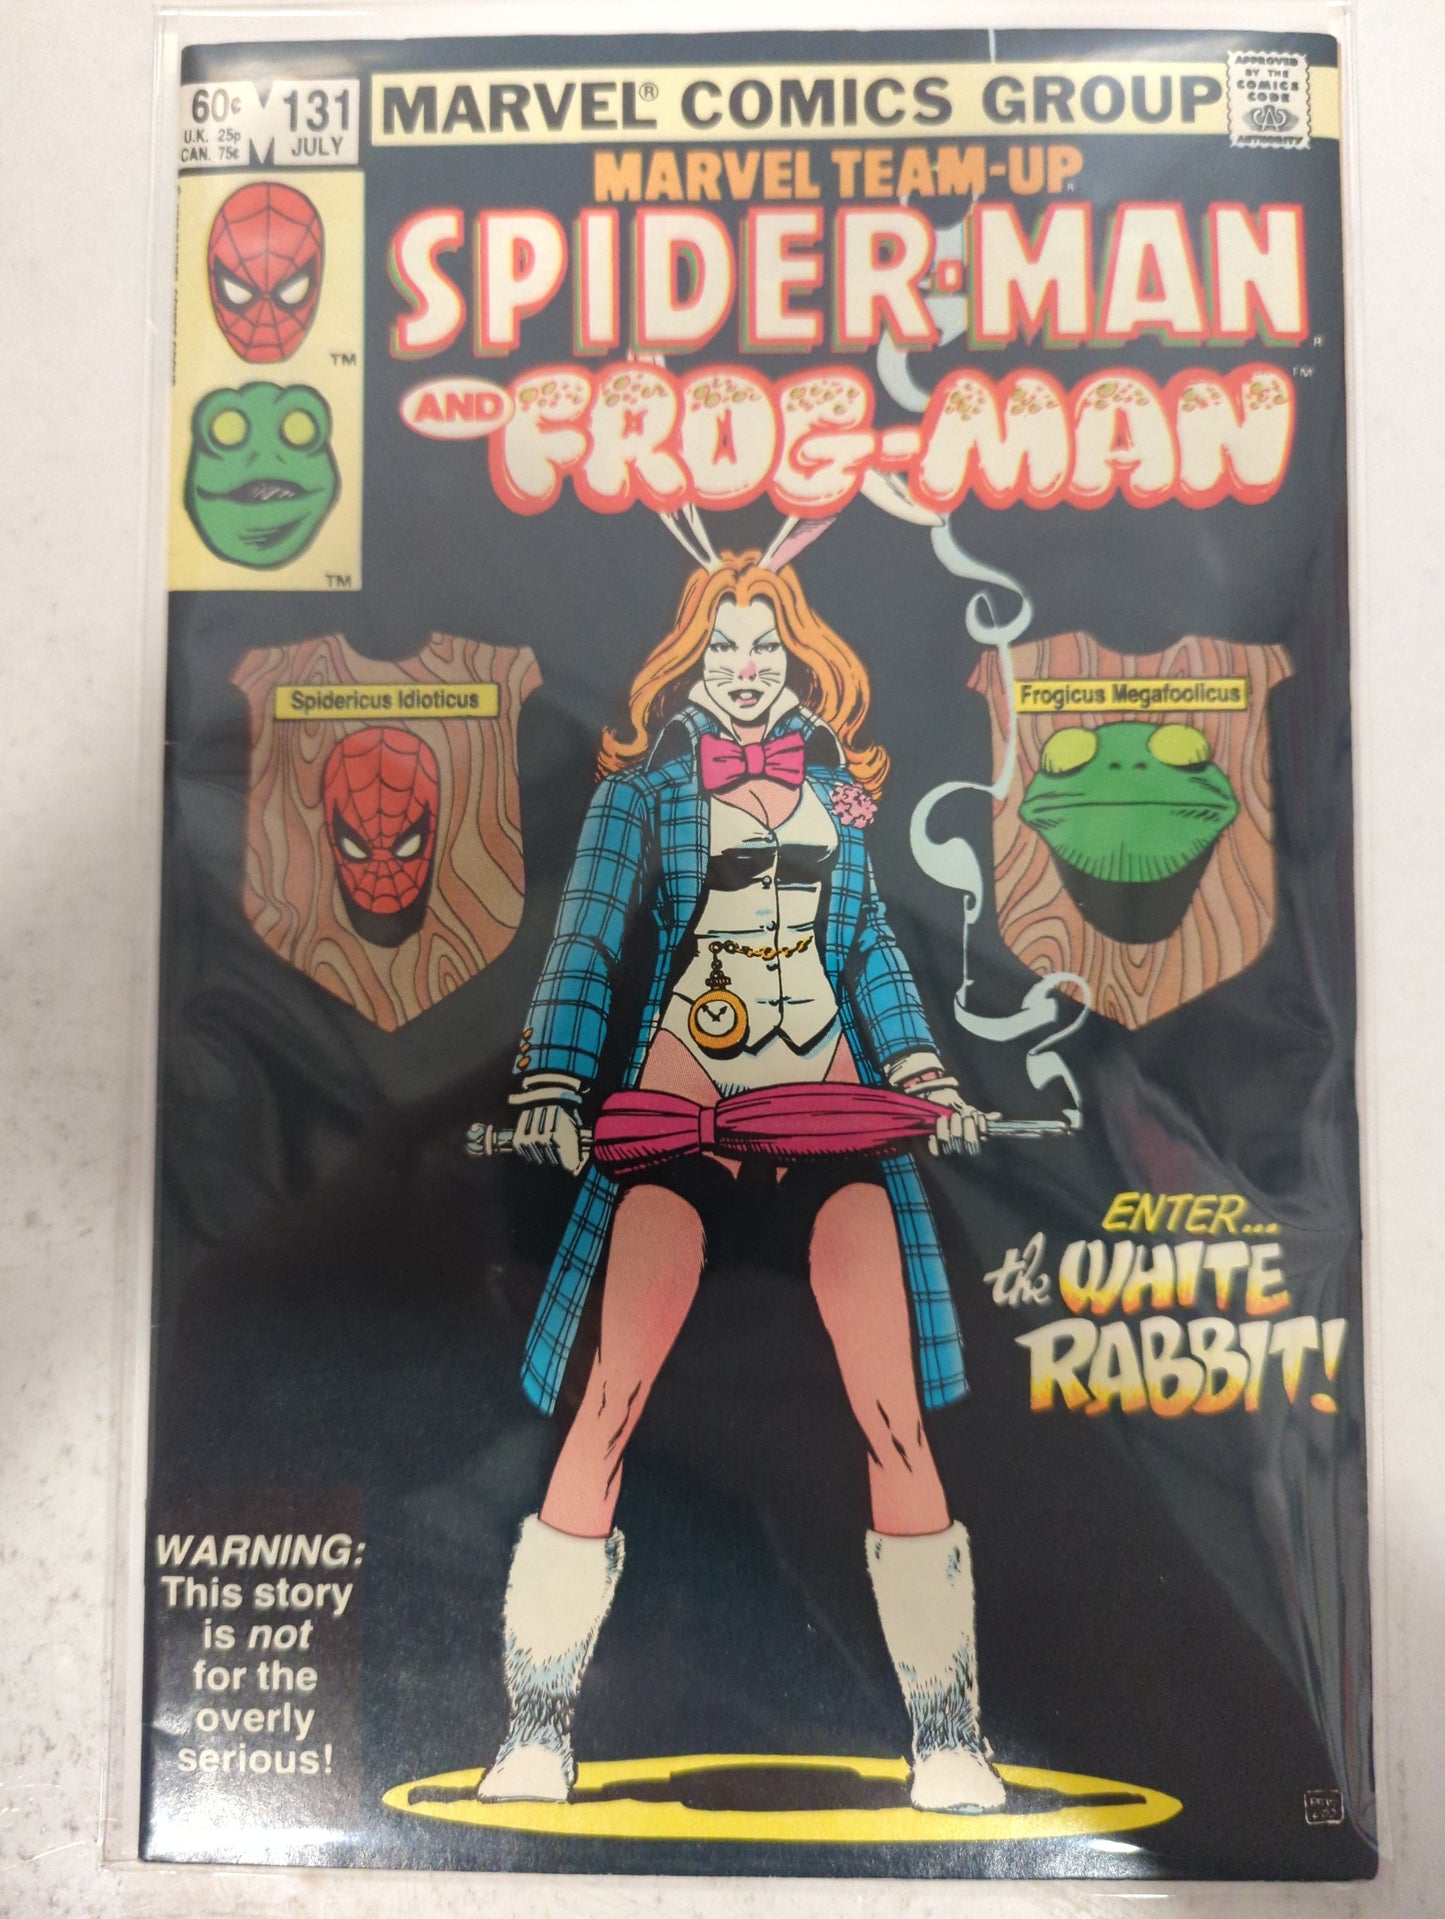 60¢
M
131
U.K. 25p
CAN. 75¢
JULY
MARVEL® COMICS GROUP
APPROVED
BY THE
COMICS
CODE
A
AUTHORITY
MARVEL TEAM-UP
SPIDER-MAN
AND FROG-MAN
TM
TM
TM
Spidericus Idioticus
Frogicus Megafoolicus
ENTER...
the WHITE
RABBIT!
WARNING:
This story
is not
for the
overly
serious!